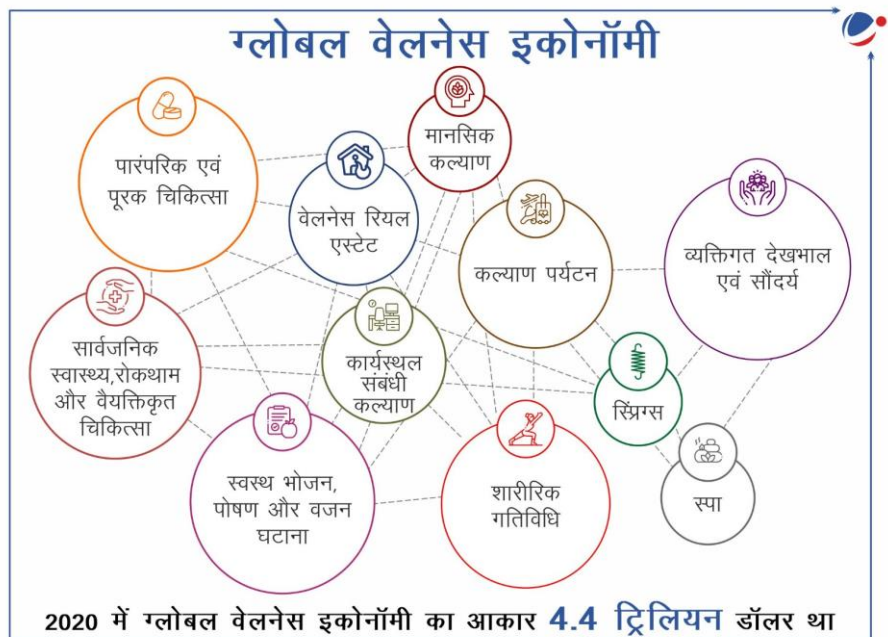 ग्लोबल वेलनेस इकोनॉमी
मानसिक
कल्याण
पारंपरिक एवं
पूरक चिकित्सा
वेलनेस रियल
एस्टेट
कल्याण पर्यटन
व्यक्तिगत देखभाल
एवं सौंदर्य
सार्वजनिक
स्वास्थ्य,रोकथाम
और वैयक्तिकृत
चिकित्सा
कार्यस्थल
संबंधी
कल्याण
स्प्रिंग्स
स्वस्थ भोजन,
पोषण और वजन
घटाना
शारीरिक
गतिविधि
स्पा
2020 में ग्लोबल वेलनेस इकोनॉमी का आकार 4.4 ट्रिलियन डॉलर था